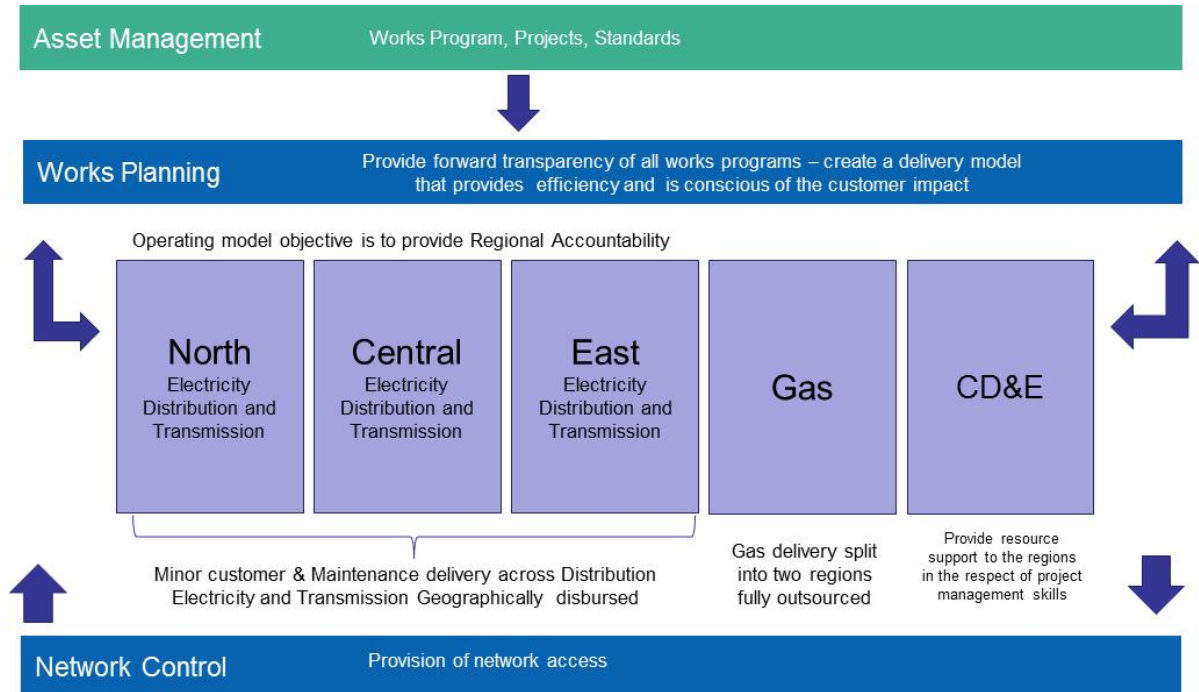 Asset Management
Works Program, Projects, Standards
Works Planning
Provide forward transparency of all works programs – create a delivery model
that provides efficiency and is conscious of the customer impact
Operating model objective is to provide Regional Accountability
North
Electricity
Distribution and
Transmission
Central
Electricity
Distribution and
Transmission
East
Electricity
Distribution and
Transmission
Gas
CD&E
Minor customer & Maintenance delivery across Distribution
Electricity and Transmission Geographically disbursed
Gas delivery split
into two regions
fully outsourced
Provide resource
support to the regions
in the respect of project
management skills
Network Control
Provision of network access